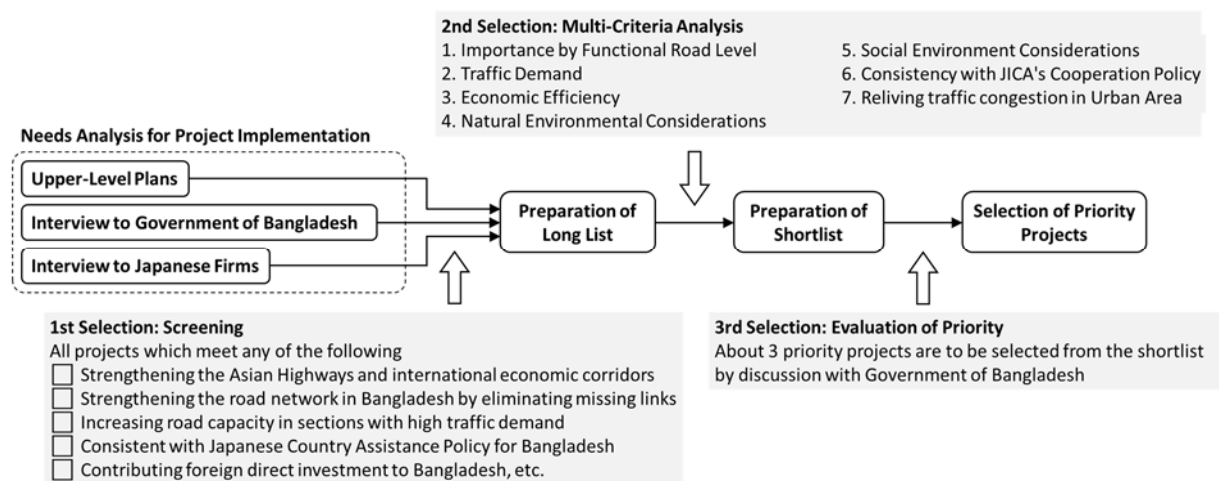 2nd Selection: Multi-Criteria Analysis
1. Importance by Functional Road Level
2. Traffic Demand
3. Economic Efficiency
4. Natural Environmental Considerations
5. Social Environment Considerations
6. Consistency with JICA's Cooperation Policy
7. Reliving traffic congestion in Urban Area
Needs Analysis for Project Implementation
Upper-Level Plans
Interview to Government of Bangladesh
Interview to Japanese Firms
Preparation of
Long List
Preparation of
Shortlist
Selection of Priority
Projects
1st Selection: Screening
All projects which meet any of the following
Strengthening the Asian Highways and international economic corridors
Strengthening the road network in Bangladesh by eliminating missing links
Increasing road capacity in sections with high traffic demand
Consistent with Japanese Country Assistance Policy for Bangladesh
Contributing foreign direct investment to Bangladesh, etc.
3rd Selection: Evaluation of Priority
About 3 priority projects are to be selected from the shortlist
by discussion with Government of Bangladesh